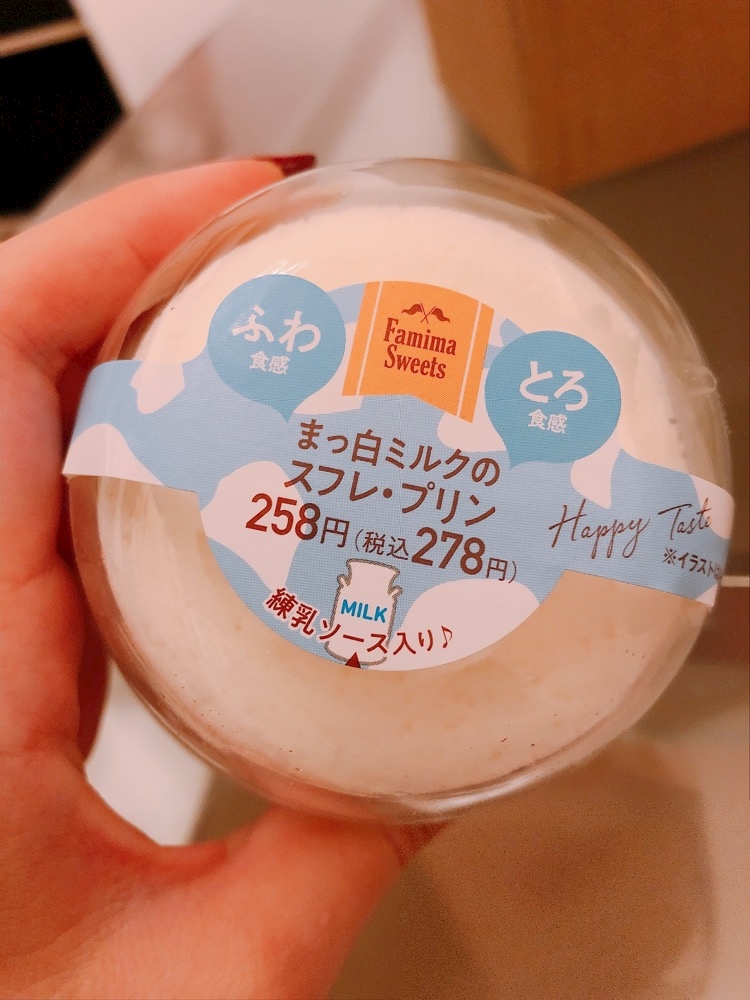 ふわ
食感
Famima
Sweets
とろ
食感
まっ白ミルクの
スフレ・プリン
258円(税込278円)
Happy Taste
※イラスト
MILK
練乳ソース入り♪